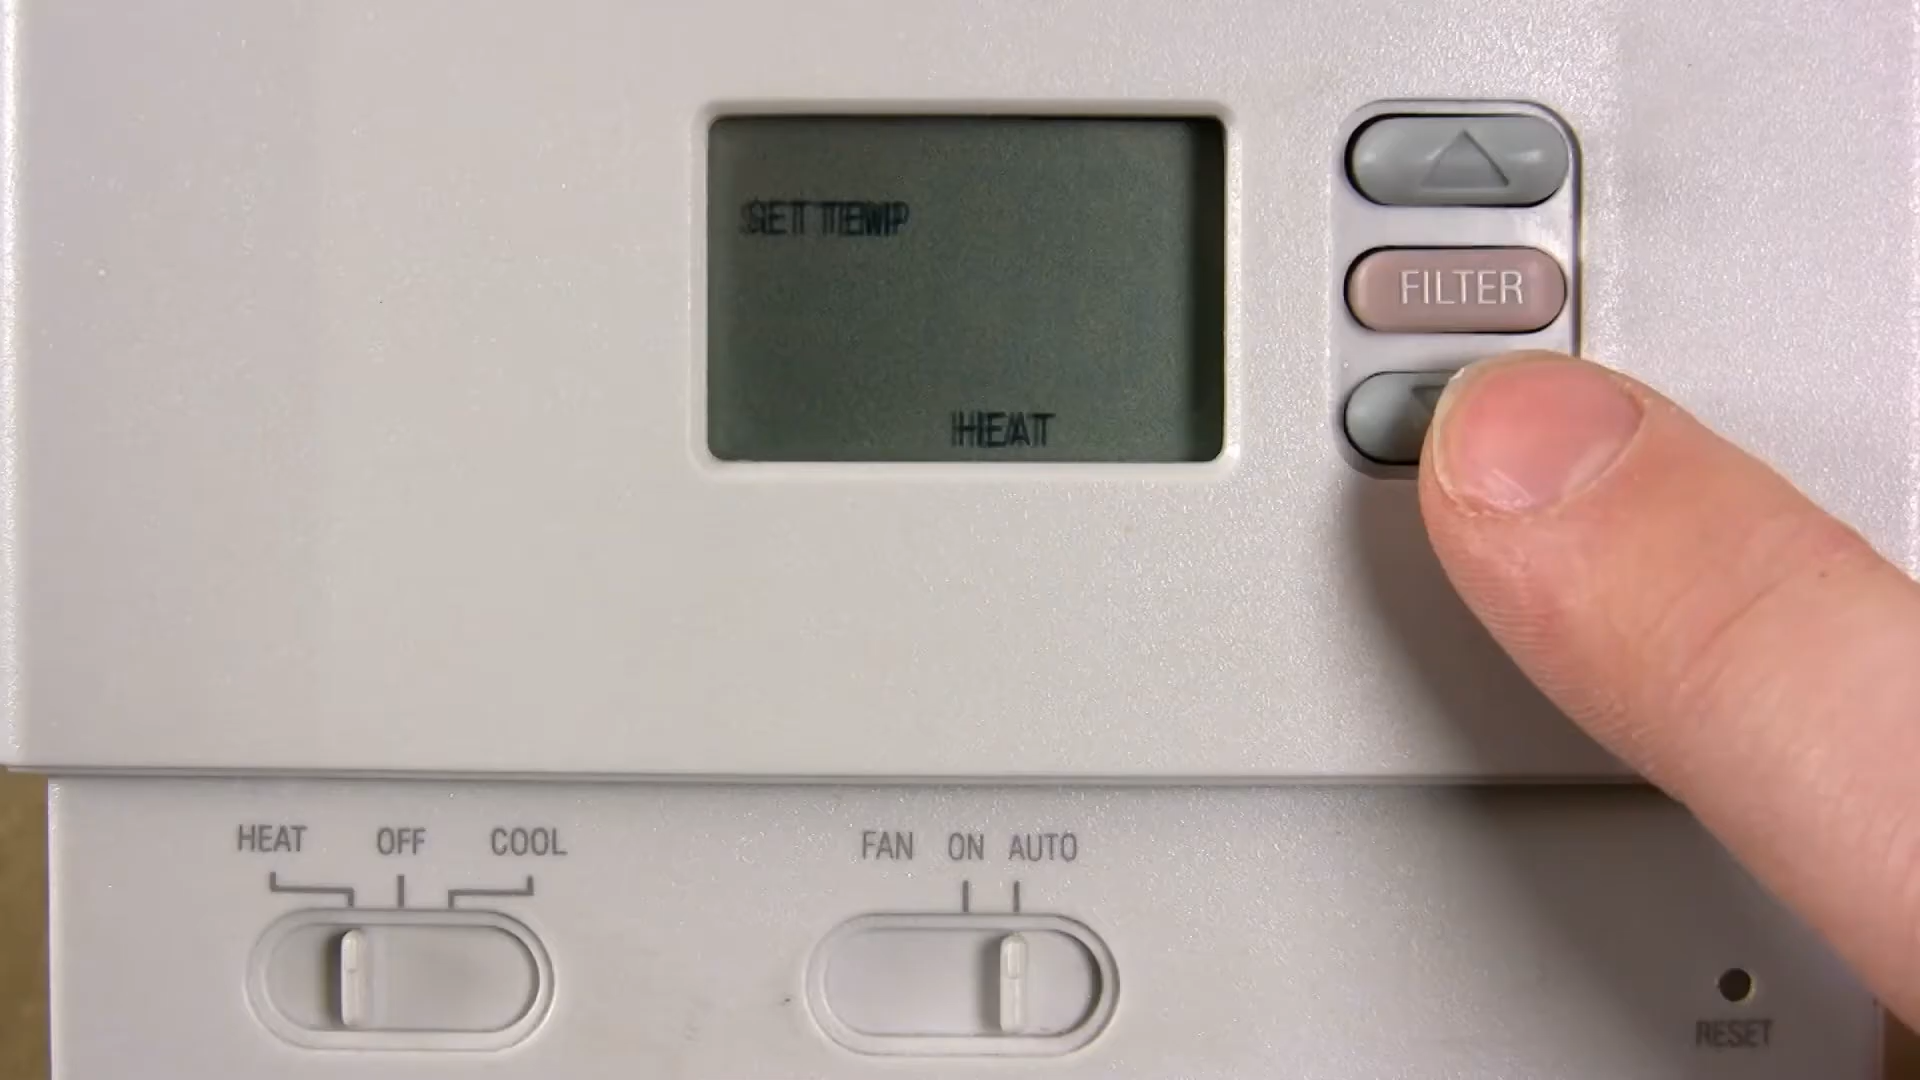 SET TEMP
FILTER
HEAT
HEAT OFF COOL
FAN ON AUTO
RESET